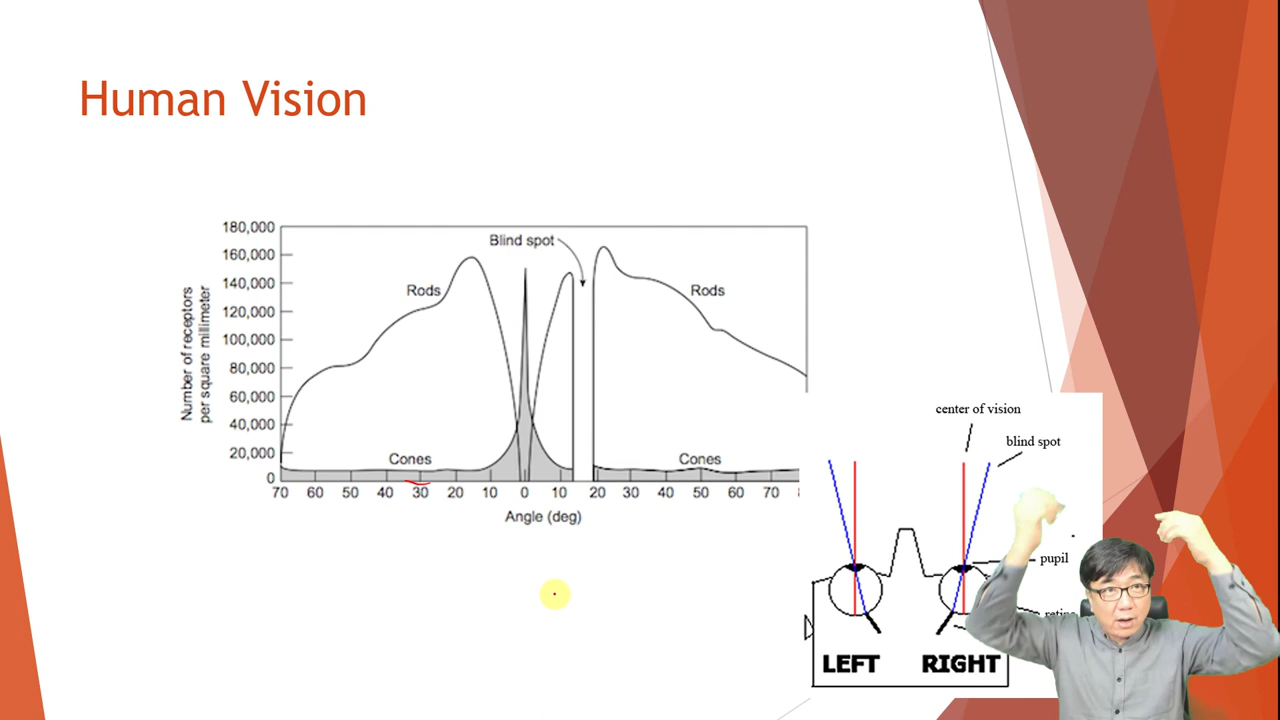 Human Vision
180,000
160,000
140,000
120,000
100,000
80,000
60,000
40,000
20,000
0
Number of receptors
per square millimeter
Blind spot
Rods
Rods
Cones
Cones
70 60 50 40 30 20 10 0 10 20 30 40 50 60 70
Angle (deg)
center of vision
blind spot
pupil
LEFT RIGHT